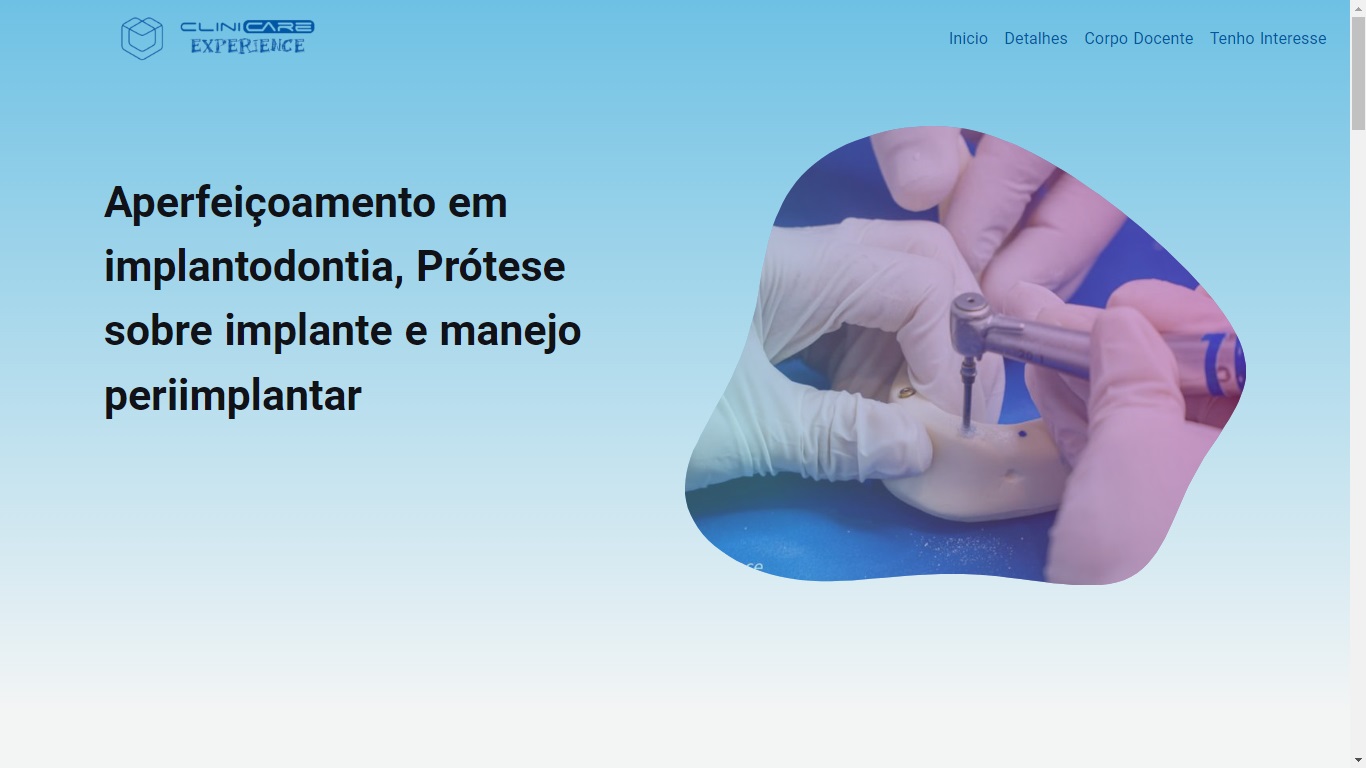 CLINICARE
EXPERIENCE
Inicio Detalhes Corpo Docente Tenho Interesse
Aperfeiçoamento em
implantodontia, Prótese
sobre implante e manejo
periimplantar